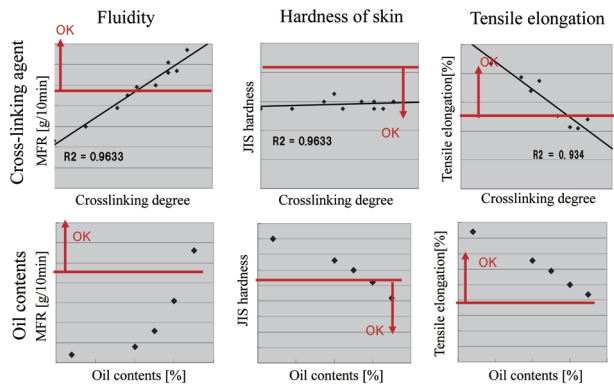 Fluidity
Hardness of skin
Tensile elongation
Cross-linking agent
MFR [g/10min]
OK
R2 = 0.9633
Crosslinking degree
JIS hardness
OK
R2 = 0.9633
Crosslinking degree
Tensile elongation[%]
OK
R2 = 0.934
Crosslinking degree
Oil contents
MFR [g/10min]
OK
Oil contents [%]
JIS hardness
OK
Oil contents [%]
Tensile elongation[%]
OK
Oil contents [%]